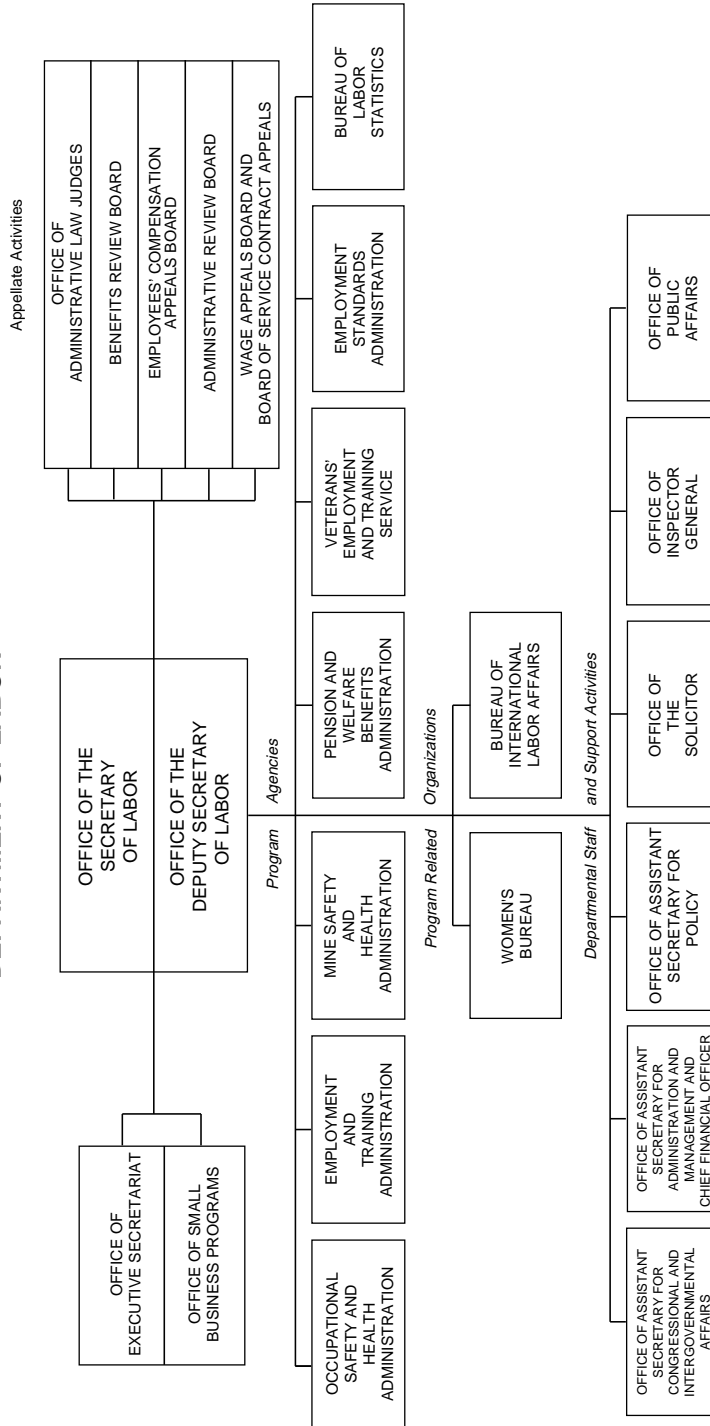 DEPARTMENT OF LABOR
OFFICE OF
EXECUTIVE SECRETARIAT
OFFICE OF SMALL
BUSINESS PROGRAMS
OFFICE OF THE
SECRETARY
OF LABOR
OFFICE OF THE
DEPUTY SECRETARY
OF LABOR
Appellate Activities
OFFICE OF
ADMINISTRATIVE LAW JUDGES
BENEFITS REVIEW BOARD
EMPLOYEES' COMPENSATION
APPEALS BOARD
ADMINISTRATIVE REVIEW BOARD
WAGE APPEALS BOARD AND
BOARD OF SERVICE CONTRACT APPEALS
Program Agencies
OCCUPATIONAL
SAFETY AND
HEALTH
ADMINISTRATION
EMPLOYMENT
AND
TRAINING
ADMINISTRATION
MINE SAFETY
AND
HEALTH
ADMINISTRATION
PENSION AND
WELFARE
BENEFITS
ADMINISTRATION
VETERANS'
EMPLOYMENT
AND TRAINING
SERVICE
EMPLOYMENT
STANDARDS
ADMINISTRATION
BUREAU OF
LABOR
STATISTICS
Program Related Organizations
WOMEN'S
BUREAU
BUREAU OF
INTERNATIONAL
LABOR AFFAIRS
Departmental Staff and Support Activities
OFFICE OF ASSISTANT
SECRETARY FOR
CONGRESSIONAL AND
INTERGOVERNMENTAL
AFFAIRS
OFFICE OF ASSISTANT
SECRETARY FOR
ADMINISTRATION AND
MANAGEMENT AND
CHIEF FINANCIAL OFFICER
OFFICE OF ASSISTANT
SECRETARY FOR
POLICY
OFFICE OF
THE
SOLICITOR
OFFICE OF
INSPECTOR
GENERAL
OFFICE OF
PUBLIC
AFFAIRS